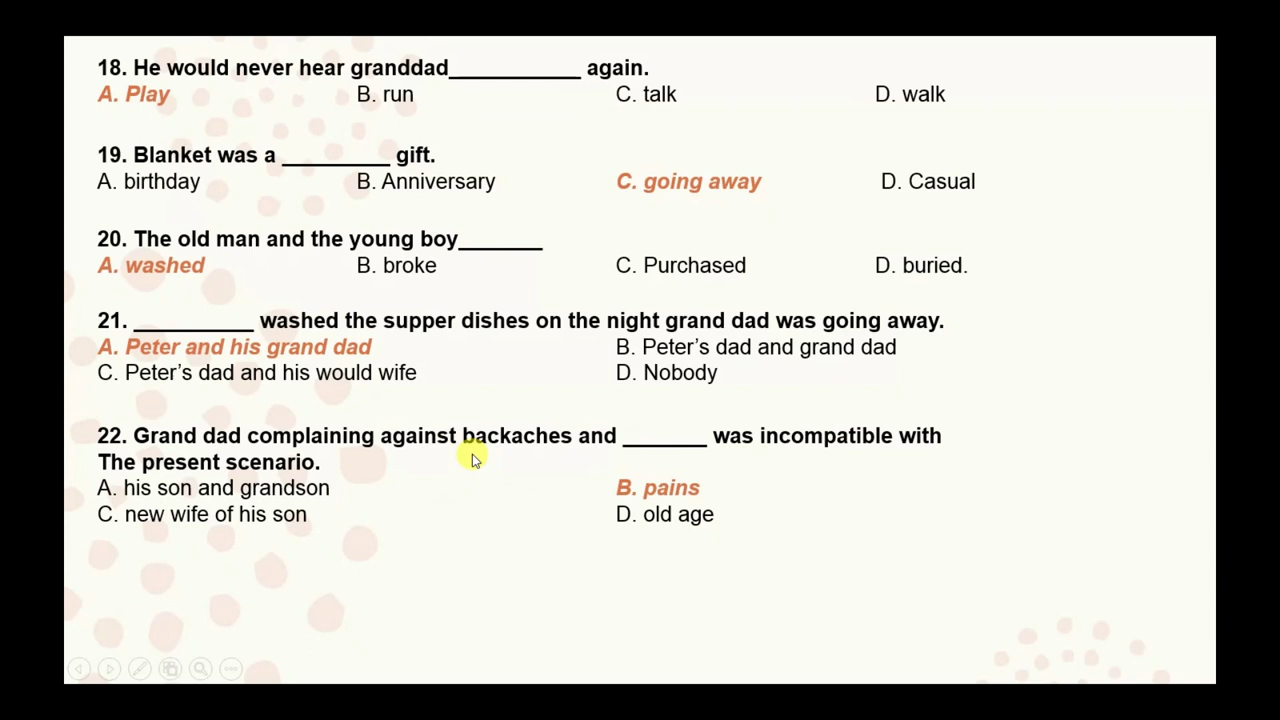 18. He would never hear granddad___________ again.
A. Play B. run C. talk D. walk
19. Blanket was a _________ gift.
A. birthday B. Anniversary C. going away D. Casual
20. The old man and the young boy_______
A. washed B. broke C. Purchased D. buried.
21. __________ washed the supper dishes on the night grand dad was going away.
A. Peter and his grand dad B. Peter’s dad and grand dad
C. Peter’s dad and his would wife D. Nobody
22. Grand dad complaining against backaches and _______ was incompatible with
The present scenario.
A. his son and grandson B. pains
C. new wife of his son D. old age